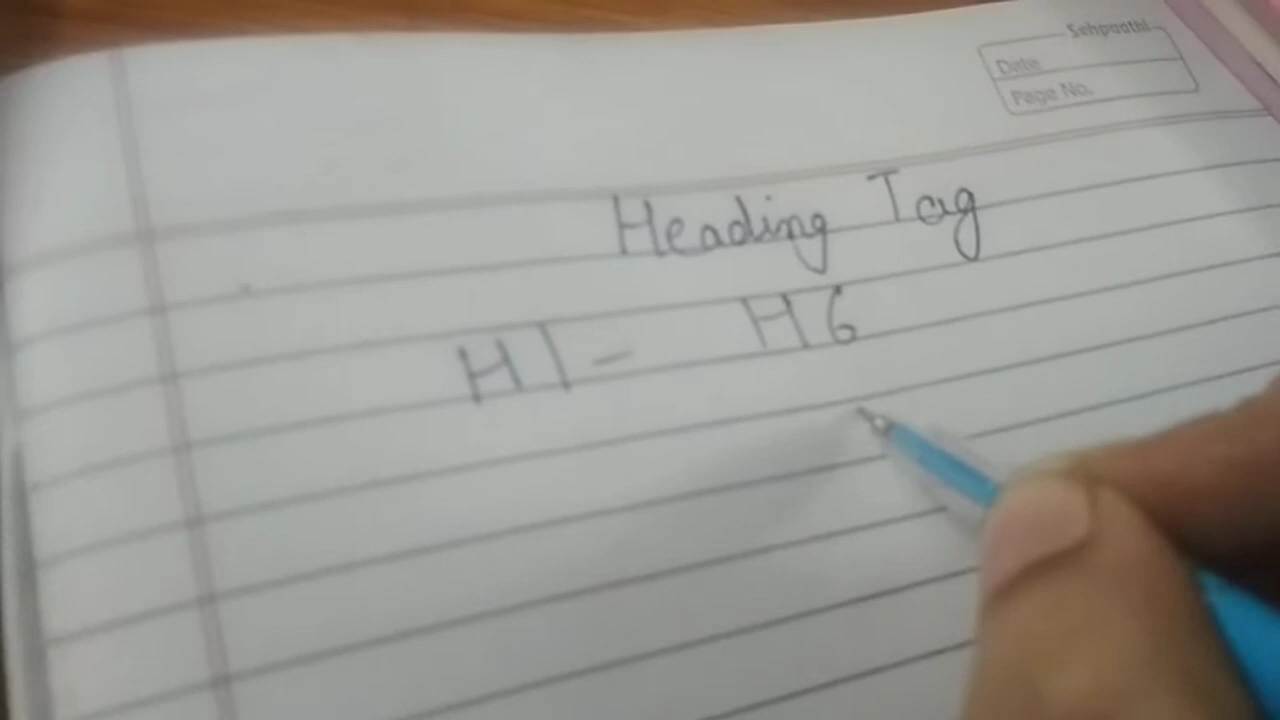 Sehpaathi
Date
Page No.
Heading Tag
H1 - H6